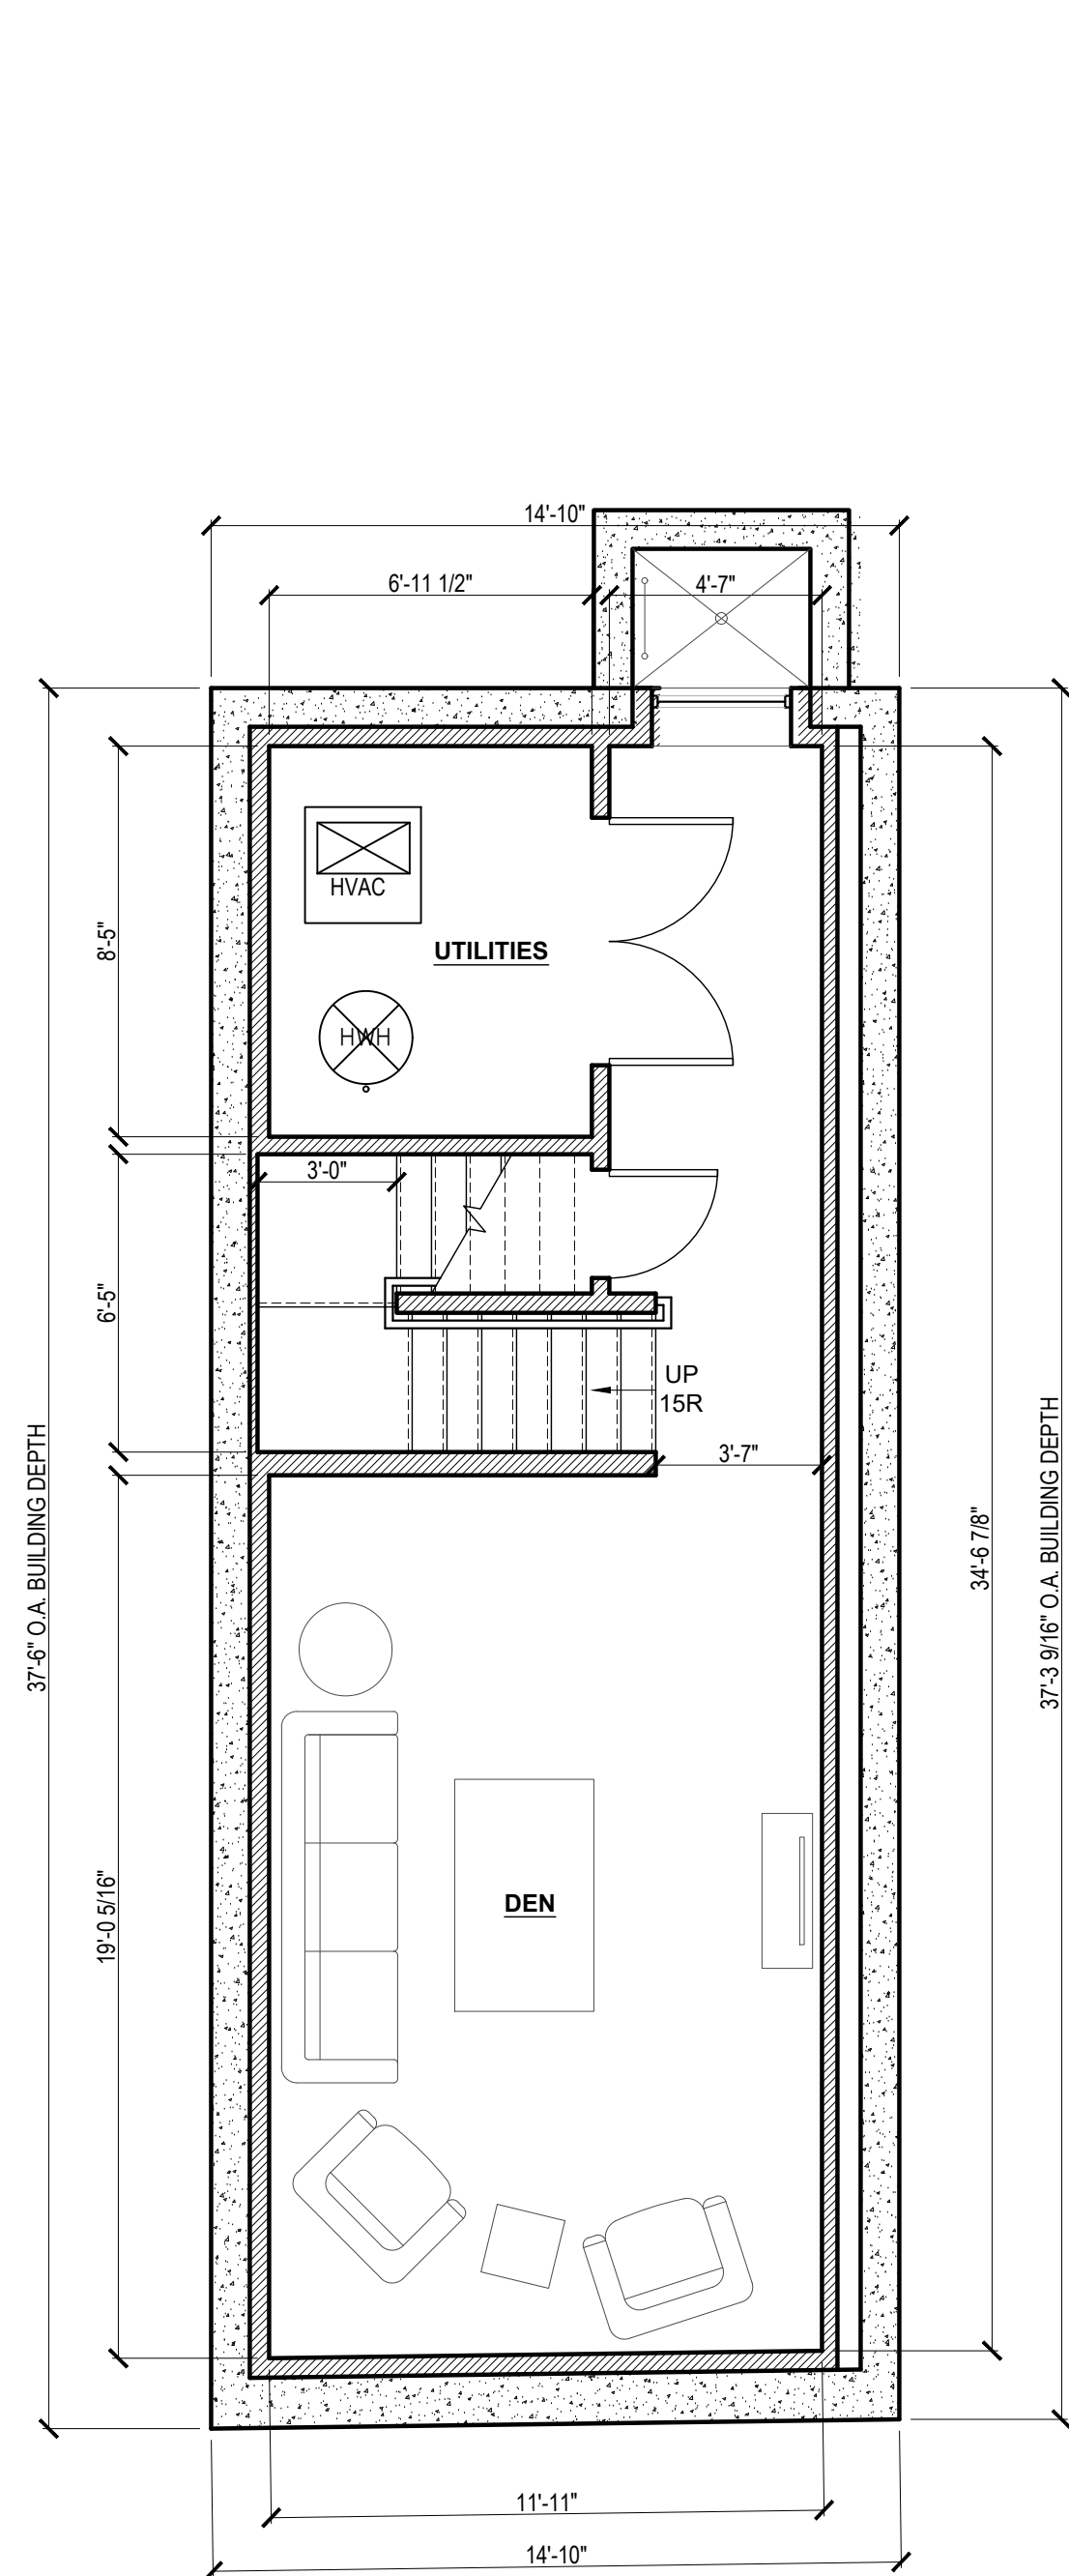 14'-10"
6'-11 1/2"
4'-7"
HVAC
UTILITIES
8'-5"
HWH
3'-0"
6'-5"
UP
15R
3'-7"
37'-6" O.A. BUILDING DEPTH
34'-6 7/8"
37'-3 9/16" O.A. BUILDING DEPTH
19'-0 5/16"
DEN
11'-11"
14'-10"